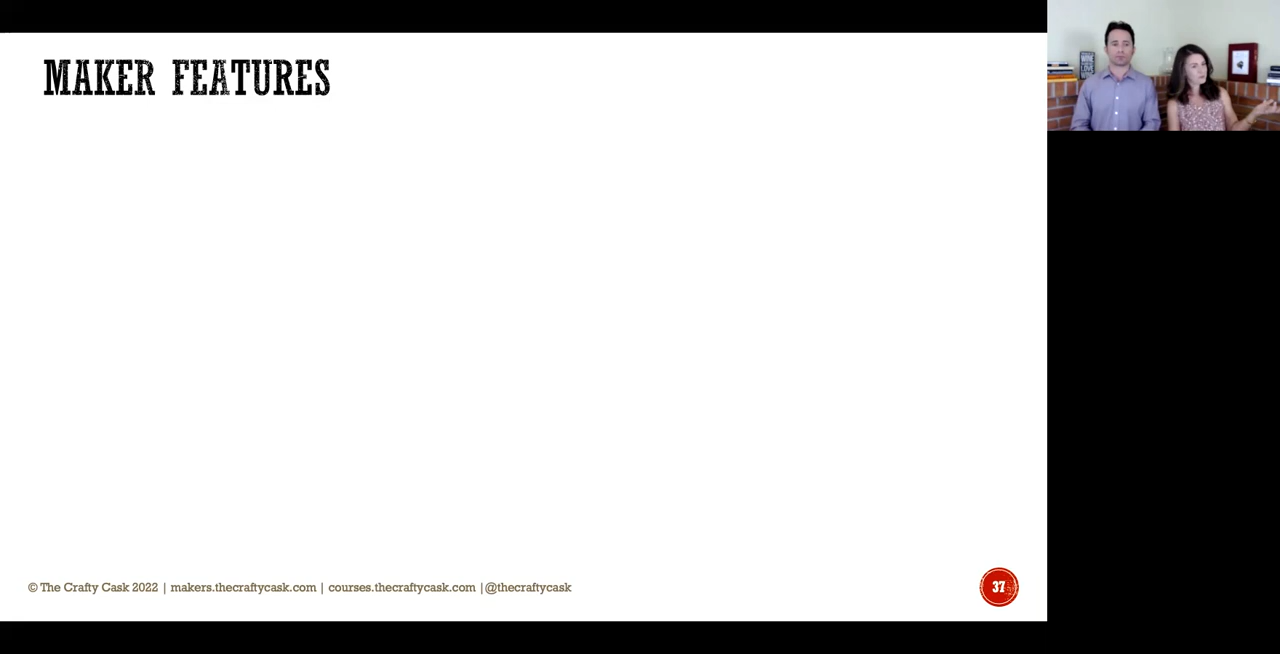 MAKER FEATURES
© The Crafty Cask 2022 | makers.thecraftycask.com | courses.thecraftycask.com |@thecraftycask
37